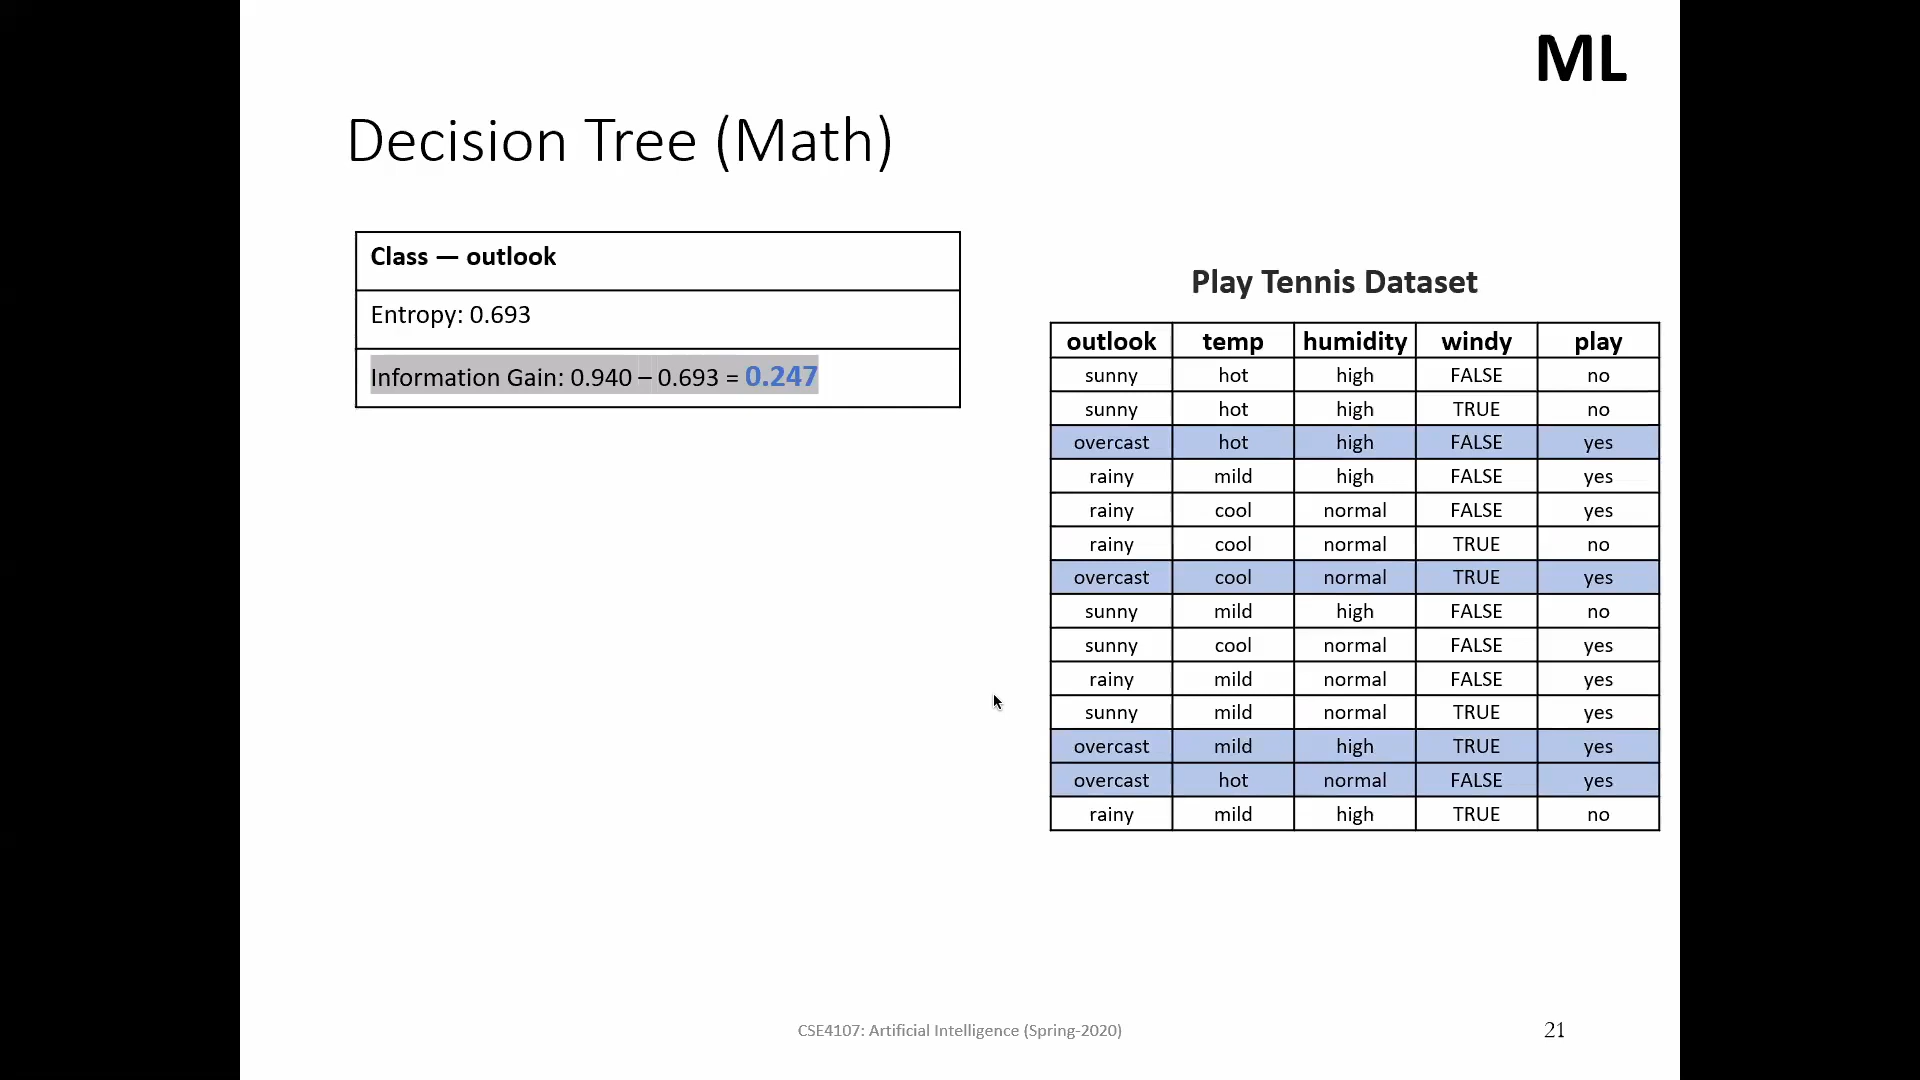 ML
Decision Tree (Math)
Class — outlook
Entropy: 0.693
Information Gain: 0.940 – 0.693 = 0.247
Play Tennis Dataset
outlook temp humidity windy play
sunny hot high FALSE no
sunny hot high TRUE no
overcast hot high FALSE yes
rainy mild high FALSE yes
rainy cool normal FALSE yes
rainy cool normal TRUE no
overcast cool normal TRUE yes
sunny mild high FALSE no
sunny cool normal FALSE yes
rainy mild normal FALSE yes
sunny mild normal TRUE yes
overcast mild high TRUE yes
overcast hot normal FALSE yes
rainy mild high TRUE no
CSE4107: Artificial Intelligence (Spring-2020)
21